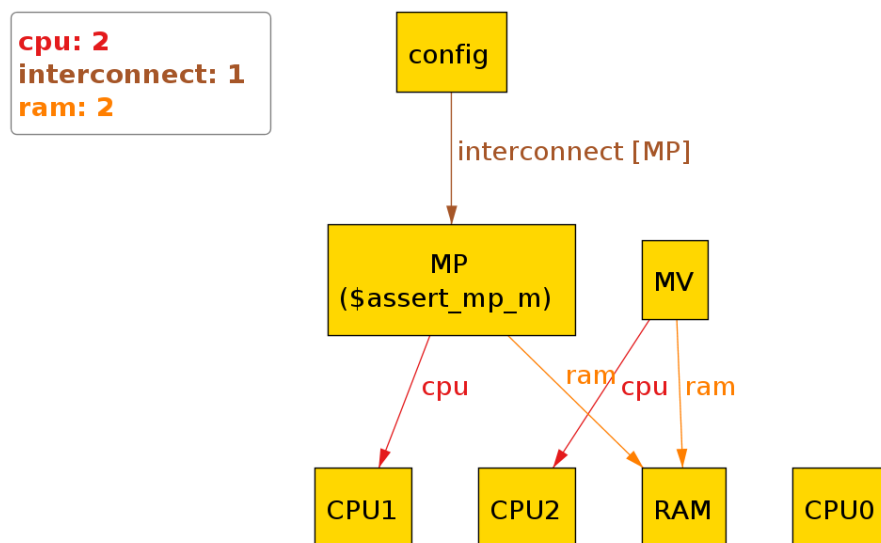 cpu: 2
interconnect: 1
ram: 2
config
interconnect [MP]
MP
($assert_mp_m)
MV
cpu
ram
cpu
ram
CPU1
CPU2
RAM
CPU0